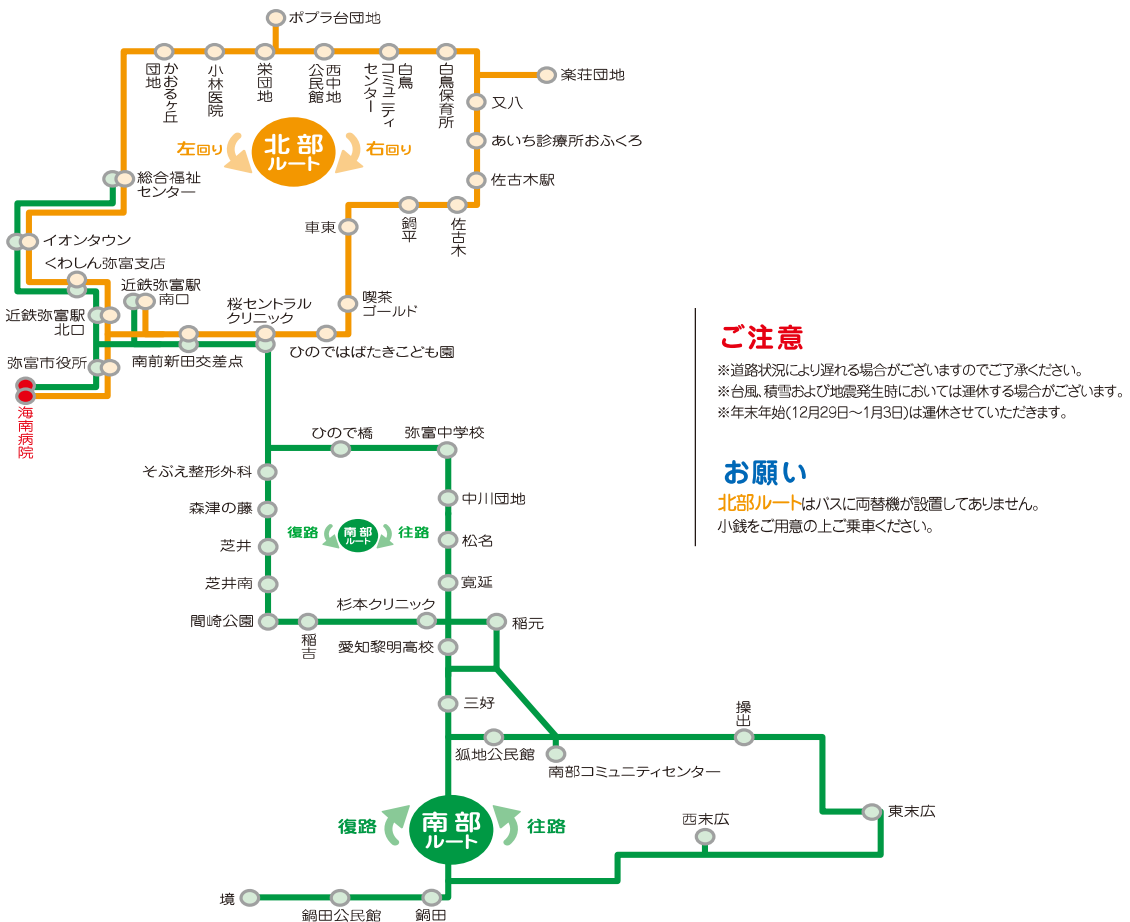 ポプラ台団地
かおるヶ丘
団地
小林医院
栄団地
西中地
公民館
白鳥
コミュニティ
センター
白鳥保育所
楽荘団地
又八
あいち診療所おふくろ
佐古木駅
左回り
北部
ルート
右回り
総合福祉
センター
車東
鍋平
佐古木
イオンタウン
くわしん弥富支店
近鉄弥富駅
南口
桜セントラル
クリニック
喫茶
ゴールド
近鉄弥富駅
北口
南前新田交差点
ひのではばたきこども園
弥富市役所
海南病院
ご注意
※道路状況により遅れる場合がございますのでご了承ください。
※台風、積雪および地震発生時においては運休する場合がございます。
※年末年始(12月29日～1月3日)は運休させていただきます。
お願い
北部ルートはバスに両替機が設置してありません。
小銭をご用意の上ご乗車ください。
ひので橋
弥富中学校
そぶえ整形外科
中川団地
森津の藤
復路
南部
ルート
往路
芝井
松名
芝井南
寛延
間崎公園
稲吉
杉本クリニック
稲元
愛知黎明高校
三好
操出
狐地公民館
南部コミュニティセンター
復路
南部
ルート
往路
西末広
東末広
境
鍋田公民館
鍋田